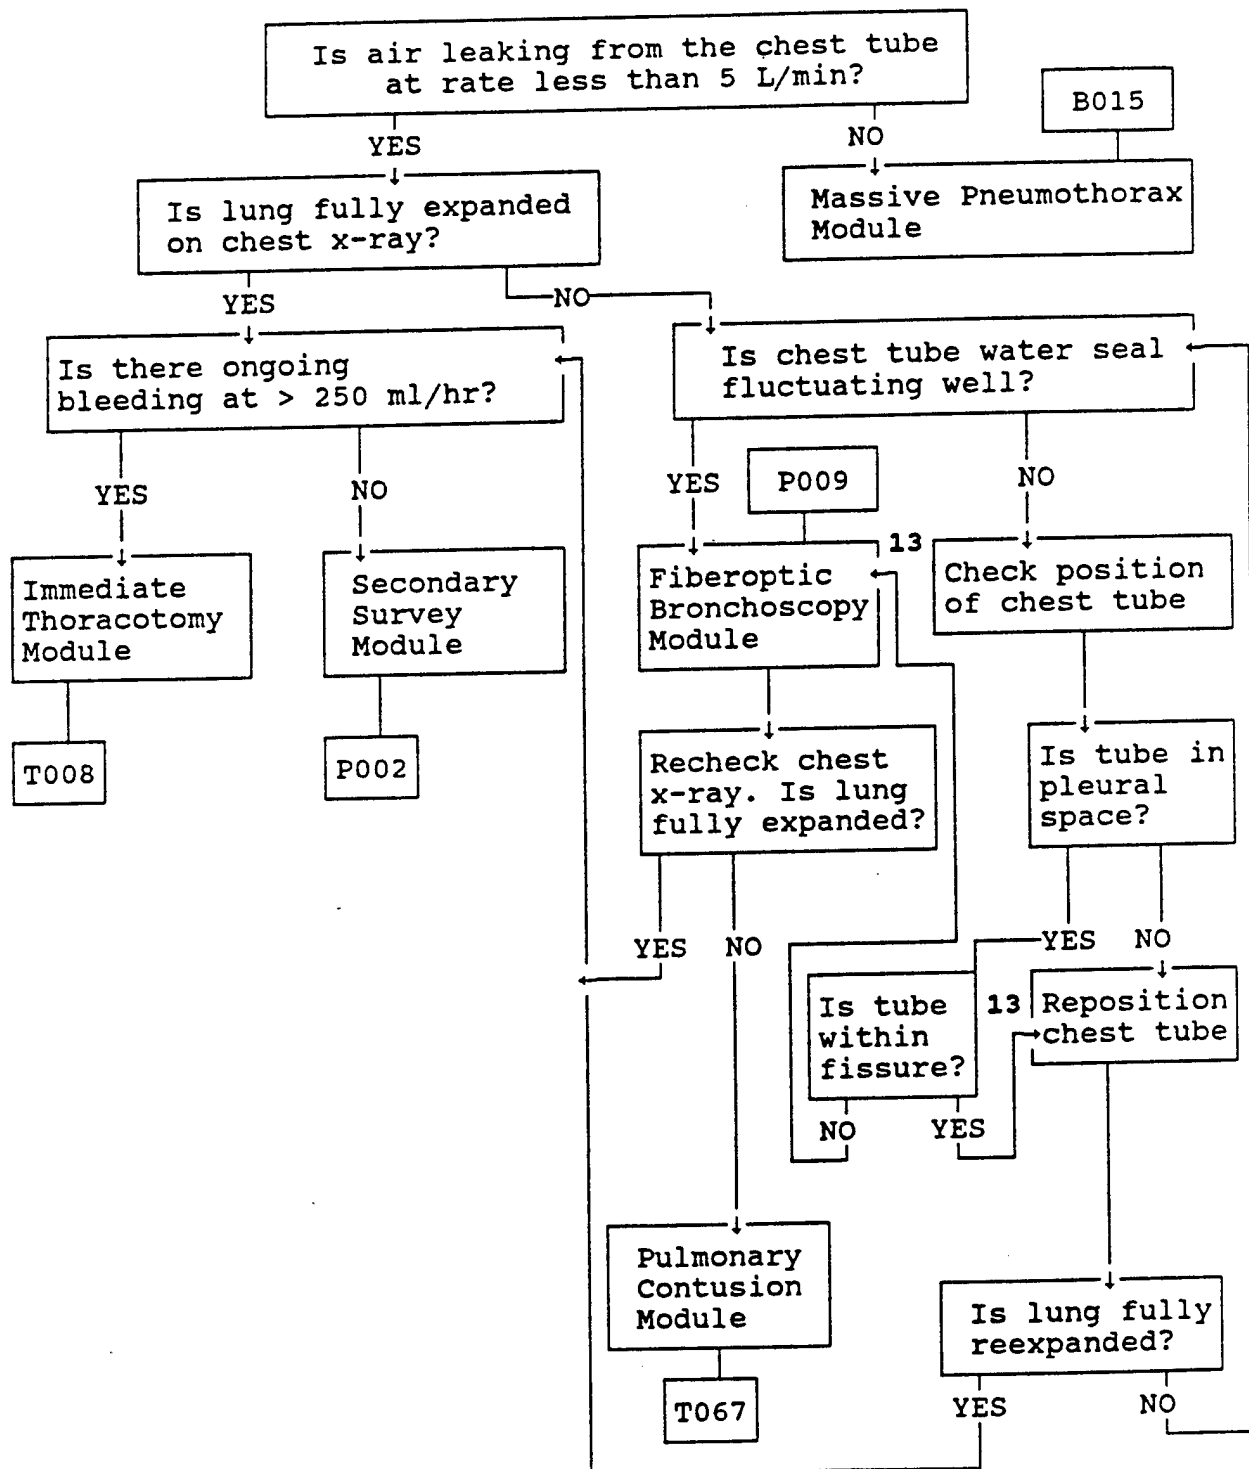 Is air leaking from the chest tube
at rate less than 5 L/min?
B015
YES
NO
Is lung fully expanded
on chest x-ray?
Massive Pneumothorax
Module
YES
NO
Is there ongoing
bleeding at > 250 ml/hr?
Is chest tube water seal
fluctuating well?
YES
NO
YES
P009
NO
13
Immediate
Thoracotomy
Module
Secondary
Survey
Module
Fiberoptic
Bronchoscopy
Module
Check position
of chest tube
T008
P002
Recheck chest
x-ray. Is lung
fully expanded?
Is tube in
pleural
space?
YES
NO
YES
NO
Is tube
within
fissure?
13
Reposition
chest tube
NO
YES
Pulmonary
Contusion
Module
Is lung fully
reexpanded?
T067
YES
NO